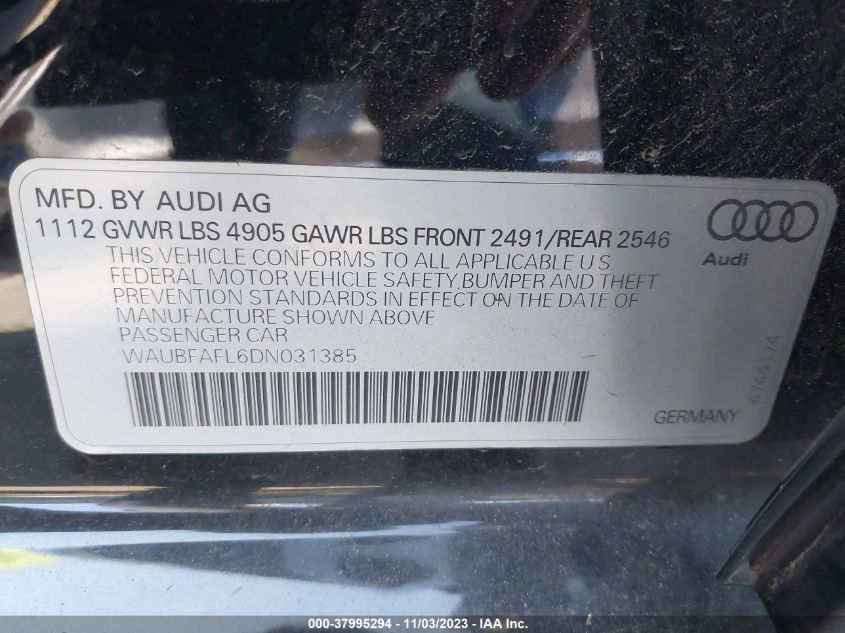 MFD. BY AUDI AG
1112 GVWR LBS 4905 GAWR LBS FRONT 2491/REAR 2546
THIS VEHICLE CONFORMS TO ALL APPLICABLE U S
FEDERAL MOTOR VEHICLE SAFETY,BUMPER AND THEFT
PREVENTION STANDARDS IN EFFECT ON THE DATE OF
MANUFACTURE SHOWN ABOVE
PASSENGER CAR
WAUBFAFL6DN031385
Audi
GERMANY
4744174
000-37995294 - 11/03/2023 - IAA Inc.